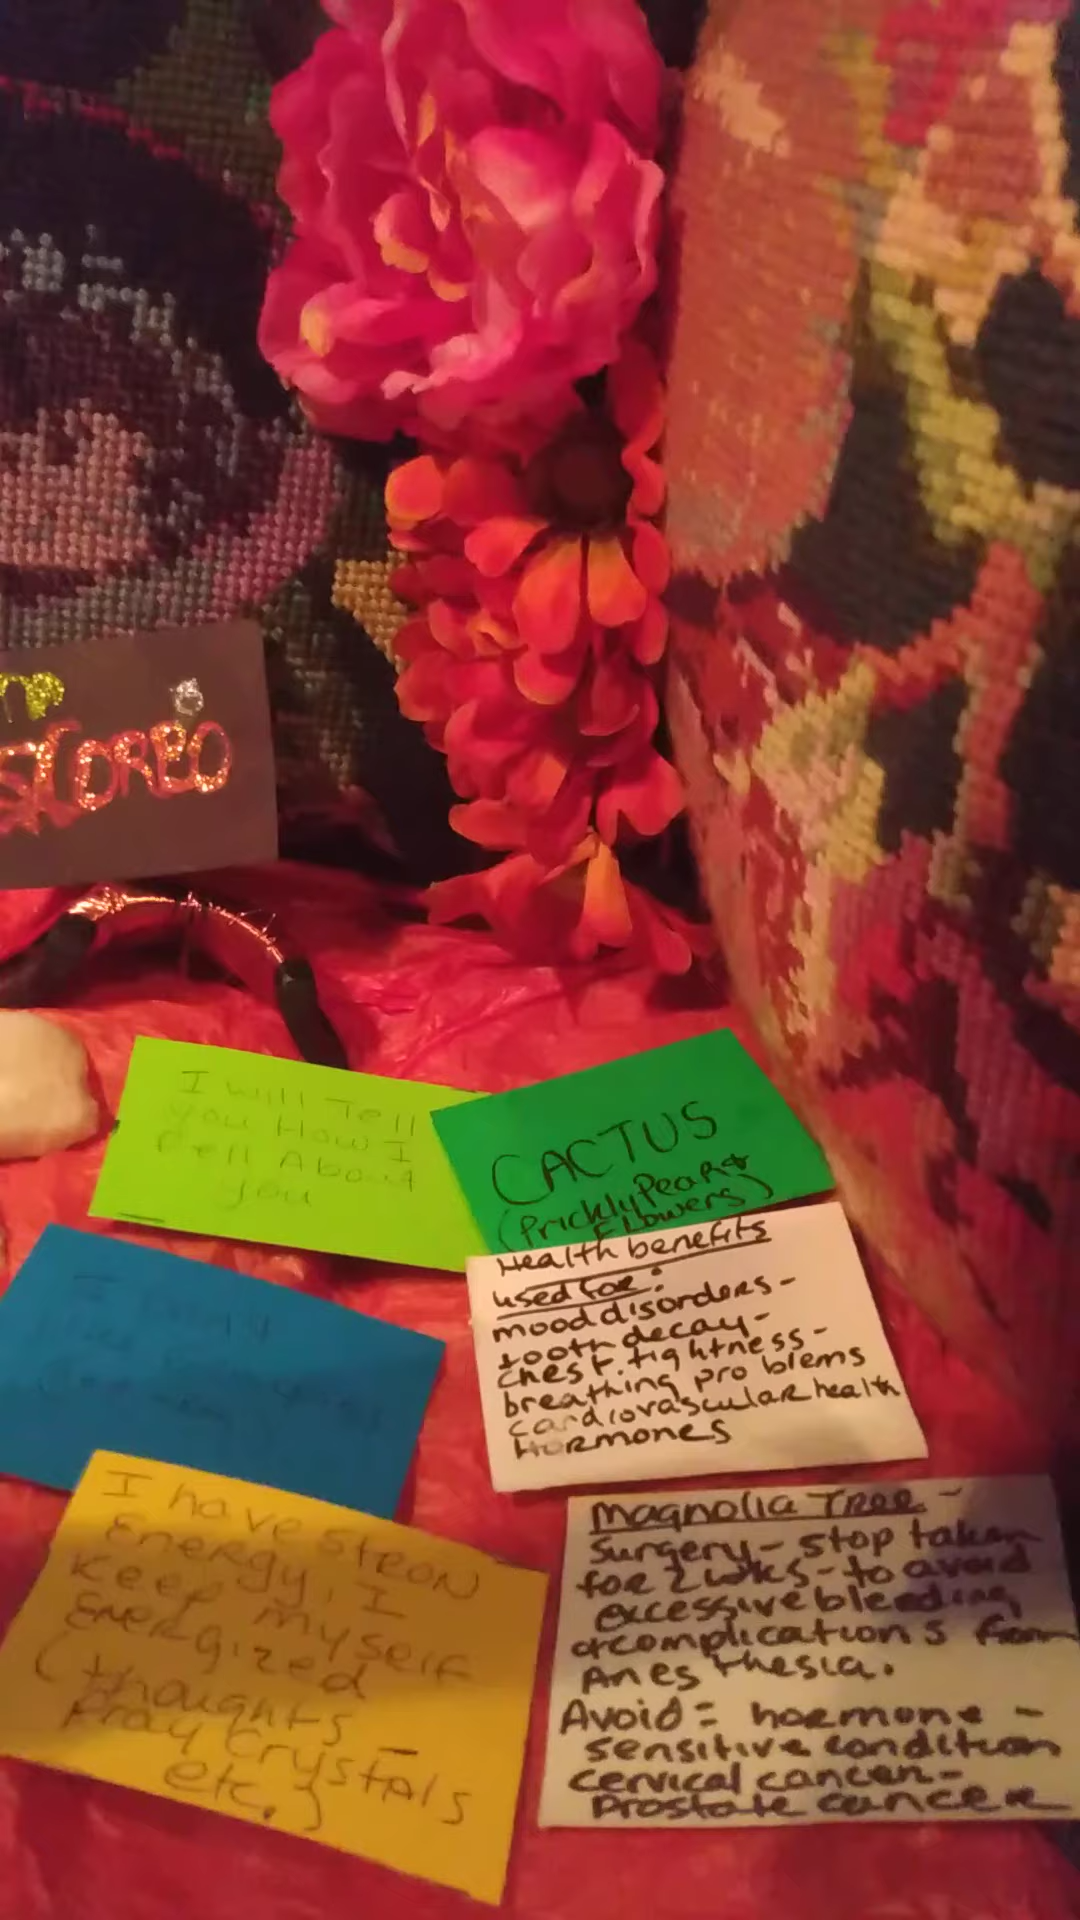 SICORBO
I will Tell
you How I
Fell About
you
CACTUS
(Prickly Pear &
Flowers)
Health benefits
used for:
mood disorders-
tooth decay-
chest. tightness-
breathing problems
cardiovascular health
Hormones
I have stron
Energy, I
Keep myself
Energized
(thoughts
Pray Crystals
etc.)
Magnolia Tree -
Surgery - stop taken
for 2 wks - to avoid
excessive bleeding
or complications from
Anesthesia.
Avoid = hormone -
sensitive condition
cervical cancer-
Prostate cancer